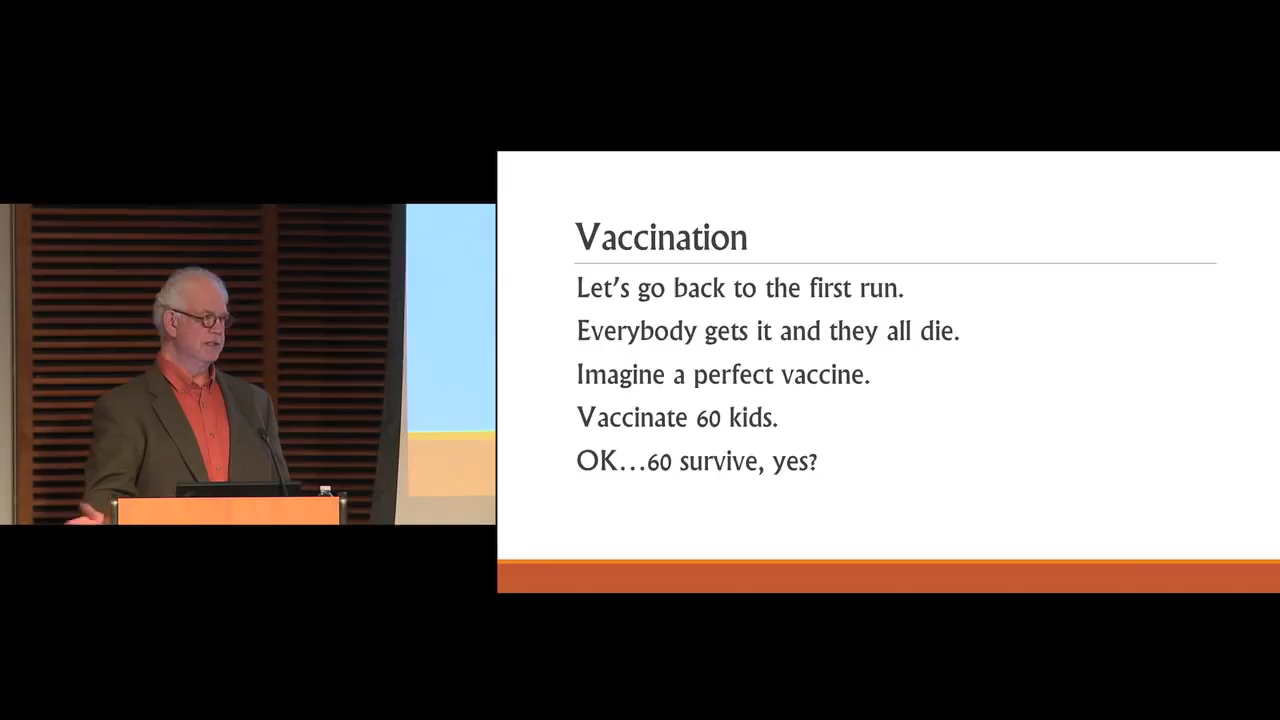 Vaccination
Let's go back to the first run.
Everybody gets it and they all die.
Imagine a perfect vaccine.
Vaccinate 60 kids.
OK…60 survive, yes?